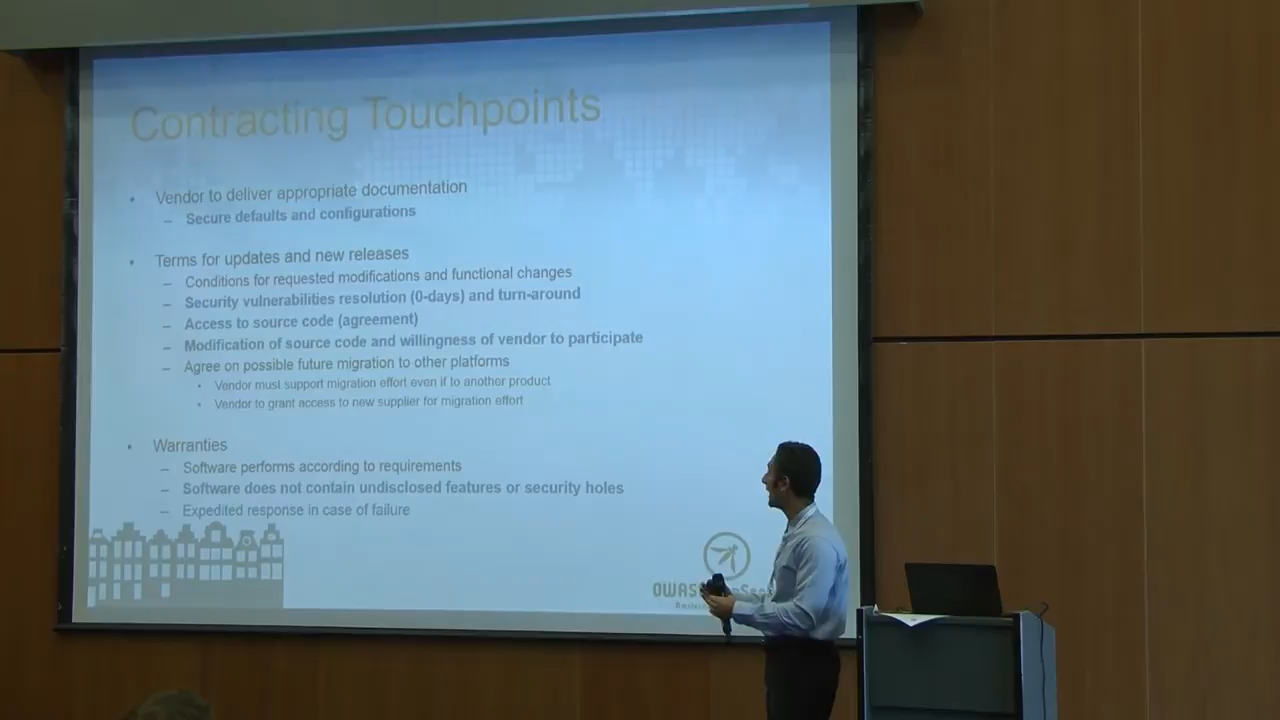 Contracting Touchpoints
• Vendor to deliver appropriate documentation
– Secure defaults and configurations
• Terms for updates and new releases
– Conditions for requested modifications and functional changes
– Security vulnerabilities resolution (0-days) and turn-around
– Access to source code (agreement)
– Modification of source code and willingness of vendor to participate
– Agree on possible future migration to other platforms
• Vendor must support migration effort even if to another product
• Vendor to grant access to new supplier for migration effort
• Warranties
– Software performs according to requirements
– Software does not contain undisclosed features or security holes
– Expedited response in case of failure
OWAS